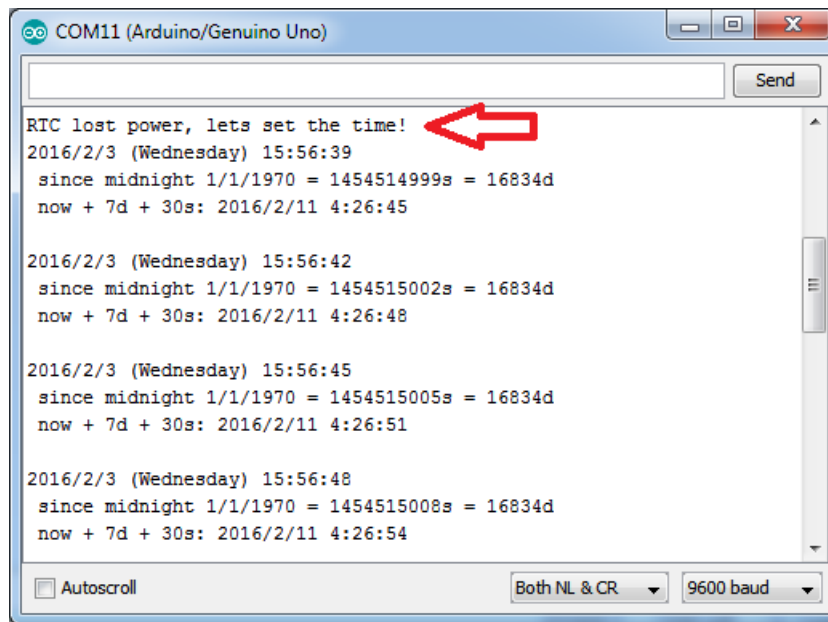 COM11 (Arduino/Genuino Uno)
Send
RTC lost power, lets set the time!
2016/2/3 (Wednesday) 15:56:39
since midnight 1/1/1970 = 1454514999s = 16834d
now + 7d + 30s: 2016/2/11 4:26:45
2016/2/3 (Wednesday) 15:56:42
since midnight 1/1/1970 = 1454515002s = 16834d
now + 7d + 30s: 2016/2/11 4:26:48
2016/2/3 (Wednesday) 15:56:45
since midnight 1/1/1970 = 1454515005s = 16834d
now + 7d + 30s: 2016/2/11 4:26:51
2016/2/3 (Wednesday) 15:56:48
since midnight 1/1/1970 = 1454515008s = 16834d
now + 7d + 30s: 2016/2/11 4:26:54
Autoscroll
Both NL & CR
9600 baud